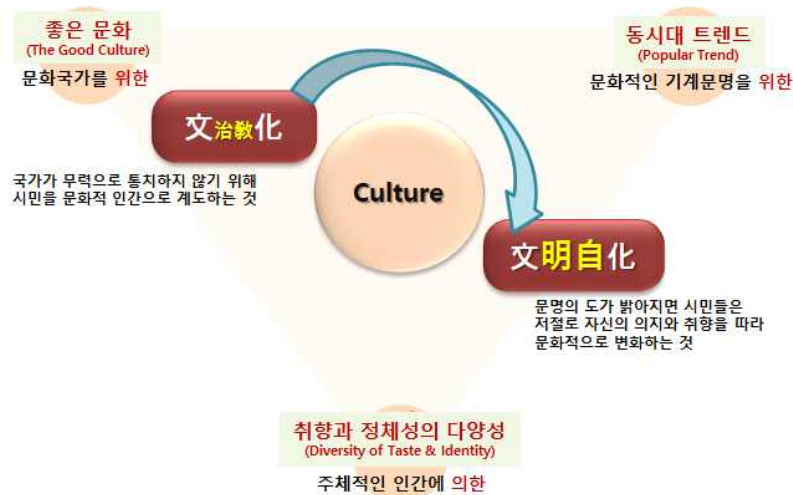 좋은 문화
(The Good Culture)
문화국가를 위한
동시대 트렌드
(Popular Trend)
문화적인 기계문명을 위한
文治敎化
국가가 무력으로 통치하지 않기 위해
시민을 문화적 인간으로 계도하는 것
Culture
文明自化
문명의 도가 밝아지면 시민들은
저절로 자신의 의지와 취향을 따라
문화적으로 변화하는 것
취향과 정체성의 다양성
(Diversity of Taste & Identity)
주체적인 인간에 의한